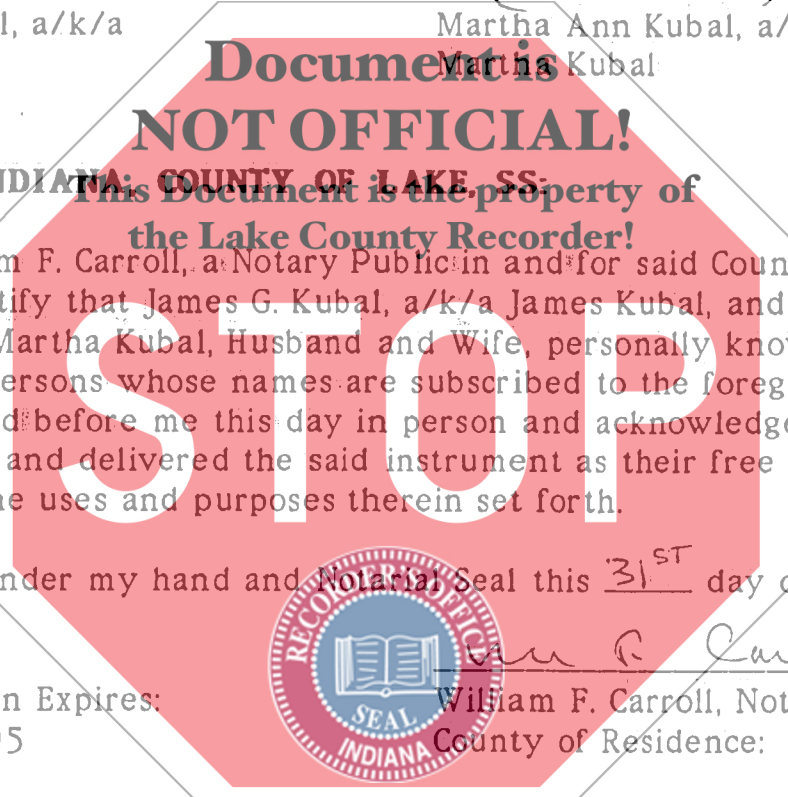 l, a/k/a
Martha Ann Kubal, a/
Martha Kubal
Document is
NOT OFFICIAL!
This Document is the property of
the Lake County Recorder!
NDIANA, COUNTY OF LAKE, SS:
m F. Carroll, a Notary Public in and for said Coun
tify that James G. Kubal, a/k/a James Kubal, and
Martha Kubal, Husband and Wife, personally know
ersons whose names are subscribed to the foreg
d before me this day in person and acknowledge
and delivered the said instrument as their free
e uses and purposes therein set forth.
STOP
nder my hand and Notarial Seal this 31ST day o
RECORDER'S OFFICE
SEAL
INDIANA
n Expires:
5
William F. Carroll, Not
County of Residence: